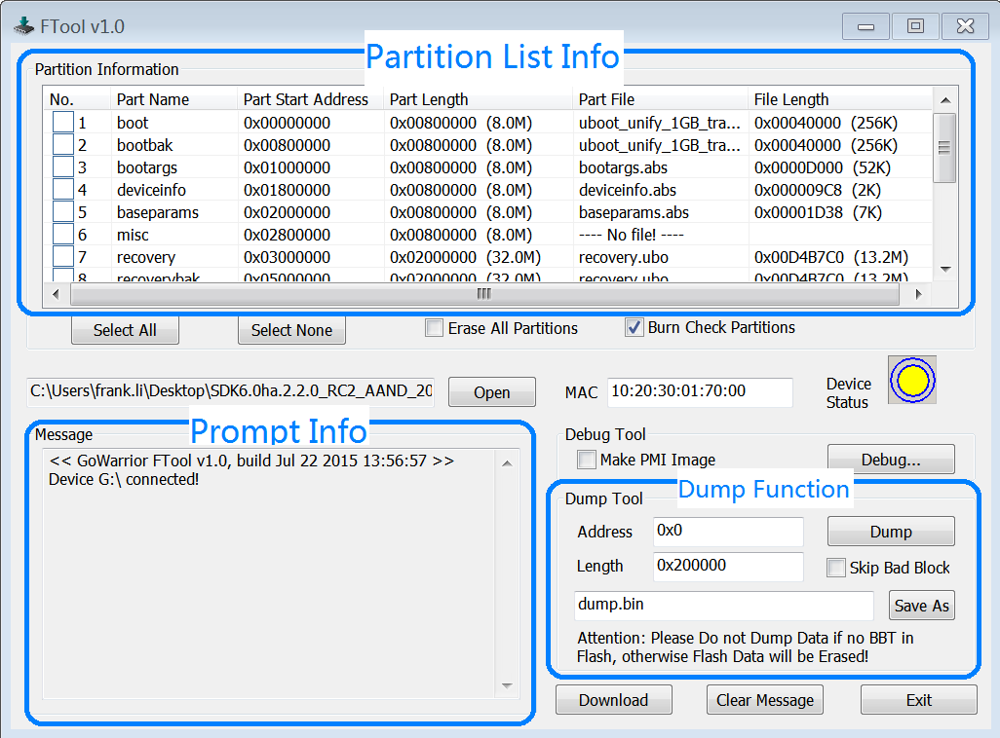 FTool v1.0
Partition List Info
Partition Information
No. Part Name Part Start Address Part Length Part File File Length
1 boot 0x00000000 0x00800000 (8.0M) uboot_unify_1GB_tra... 0x00040000 (256K)
2 bootbak 0x00800000 0x00800000 (8.0M) uboot_unify_1GB_tra... 0x00040000 (256K)
3 bootargs 0x01000000 0x00800000 (8.0M) bootargs.abs 0x0000D000 (52K)
4 deviceinfo 0x01800000 0x00800000 (8.0M) deviceinfo.abs 0x000009C8 (2K)
5 baseparams 0x02000000 0x00800000 (8.0M) baseparams.abs 0x00001D38 (7K)
6 misc 0x02800000 0x00800000 (8.0M) ---- No file! ----
7 recovery 0x03000000 0x02000000 (32.0M) recovery.ubo 0x00D4B7C0 (13.2M)
8 recoverybak 0x05000000 0x02000000 (32.0M) recovery.ubo 0x00D4B7C0 (13.2M)
Select All Select None Erase All Partitions Burn Check Partitions
C:\Users\frank.li\Desktop\SDK6.0ha.2.2.0_RC2_AAND_20 Open MAC 10:20:30:01:70:00 Device
Status
Prompt Info
Message
<< GoWarrior FTool v1.0, build Jul 22 2015 13:56:57 >>
Device G:\ connected!
Debug Tool
Make PMI Image Debug...
Dump Function
Dump Tool
Address 0x0 Dump
Length 0x200000 Skip Bad Block
dump.bin Save As
Attention: Please Do not Dump Data if no BBT in
Flash, otherwise Flash Data will be Erased!
Download Clear Message Exit